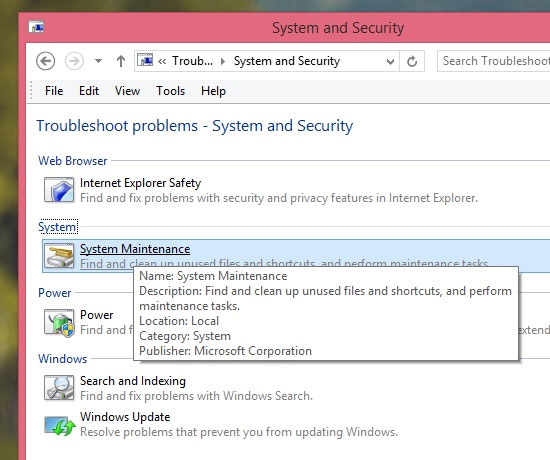 System and Security
Troub... System and Security
Search Troubleshoot
File Edit View Tools Help
Troubleshoot problems - System and Security
Web Browser
Internet Explorer Safety
Find and fix problems with security and privacy features in Internet Explorer.
System
System Maintenance
Find and clean up unused files and shortcuts, and perform maintenance tasks.
Name: System Maintenance
Description: Find and clean up unused files and shortcuts, and perform
maintenance tasks.
Location: Local
Category: System
Publisher: Microsoft Corporation
Power
Power
Find and f
extend
Windows
Search and Indexing
Find and fix problems with Windows Search.
Windows Update
Resolve problems that prevent you from updating Windows.